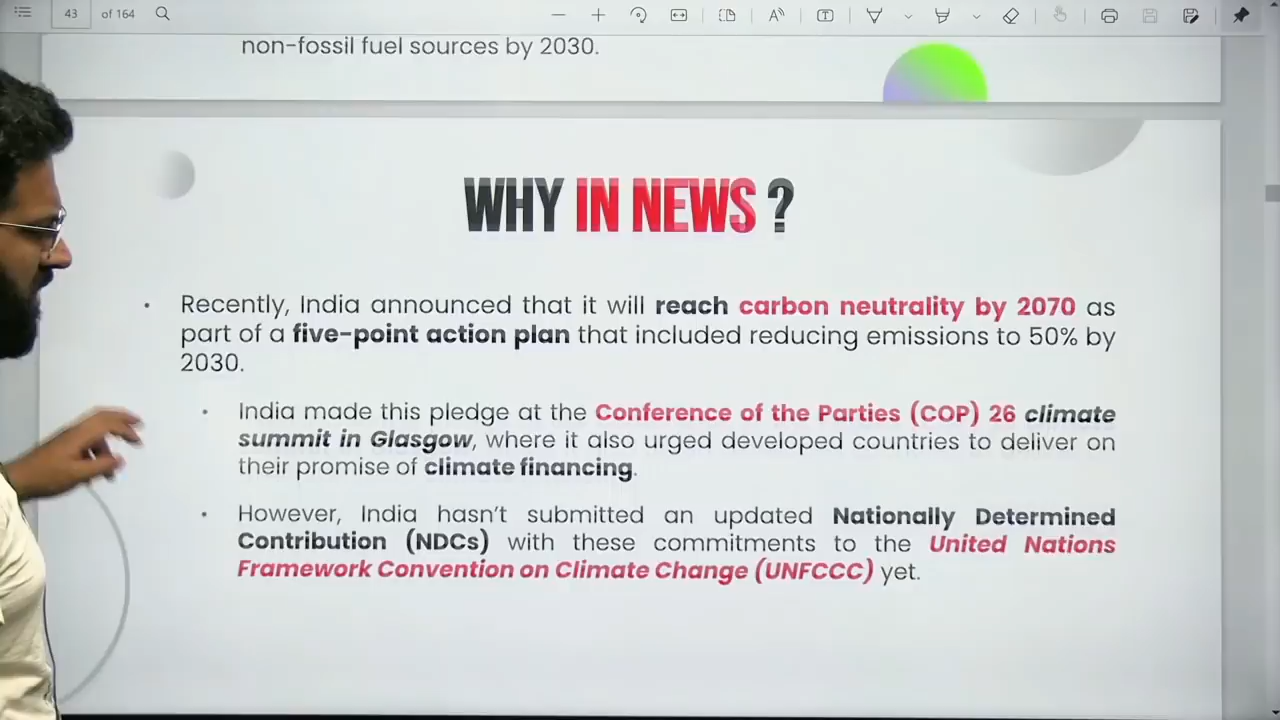 43 of 164
non-fossil fuel sources by 2030.
WHY IN NEWS ?
• Recently, India announced that it will reach carbon neutrality by 2070 as
part of a five-point action plan that included reducing emissions to 50% by
2030.
• India made this pledge at the Conference of the Parties (COP) 26 climate
summit in Glasgow, where it also urged developed countries to deliver on
their promise of climate financing.
• However, India hasn't submitted an updated Nationally Determined
Contribution (NDCs) with these commitments to the United Nations
Framework Convention on Climate Change (UNFCCC) yet.